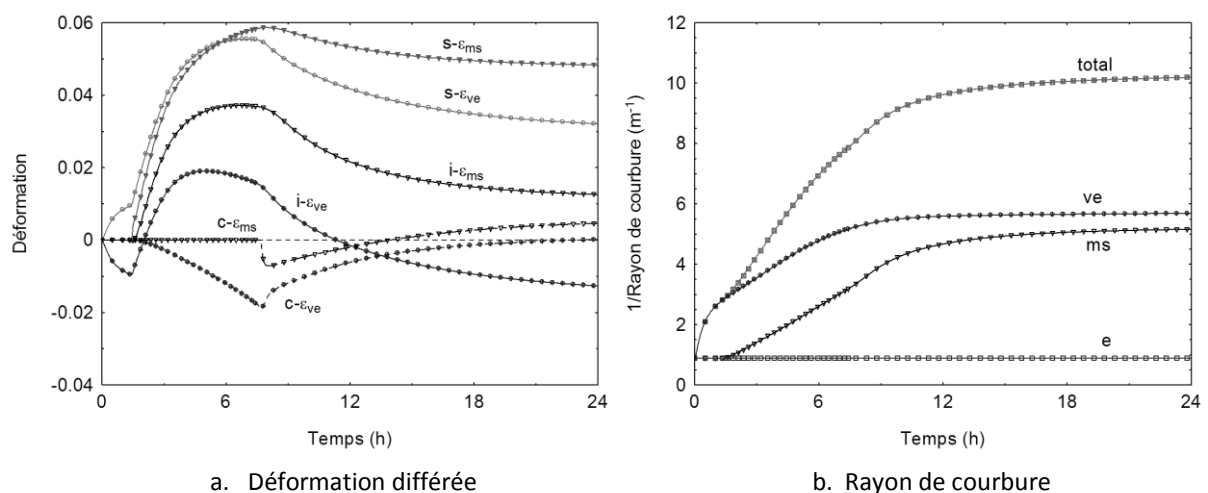 0.06
0.04
0.02
0
-0.02
-0.04
Déformation
s-εms
s-εve
i-εms
i-εve
c-εms
c-εve
0 6 12 18 24
Temps (h)
a. Déformation différée
12
10
8
6
4
2
0
1/Rayon de courbure (m-1)
total
ve
ms
e
0 6 12 18 24
Temps (h)
b. Rayon de courbure